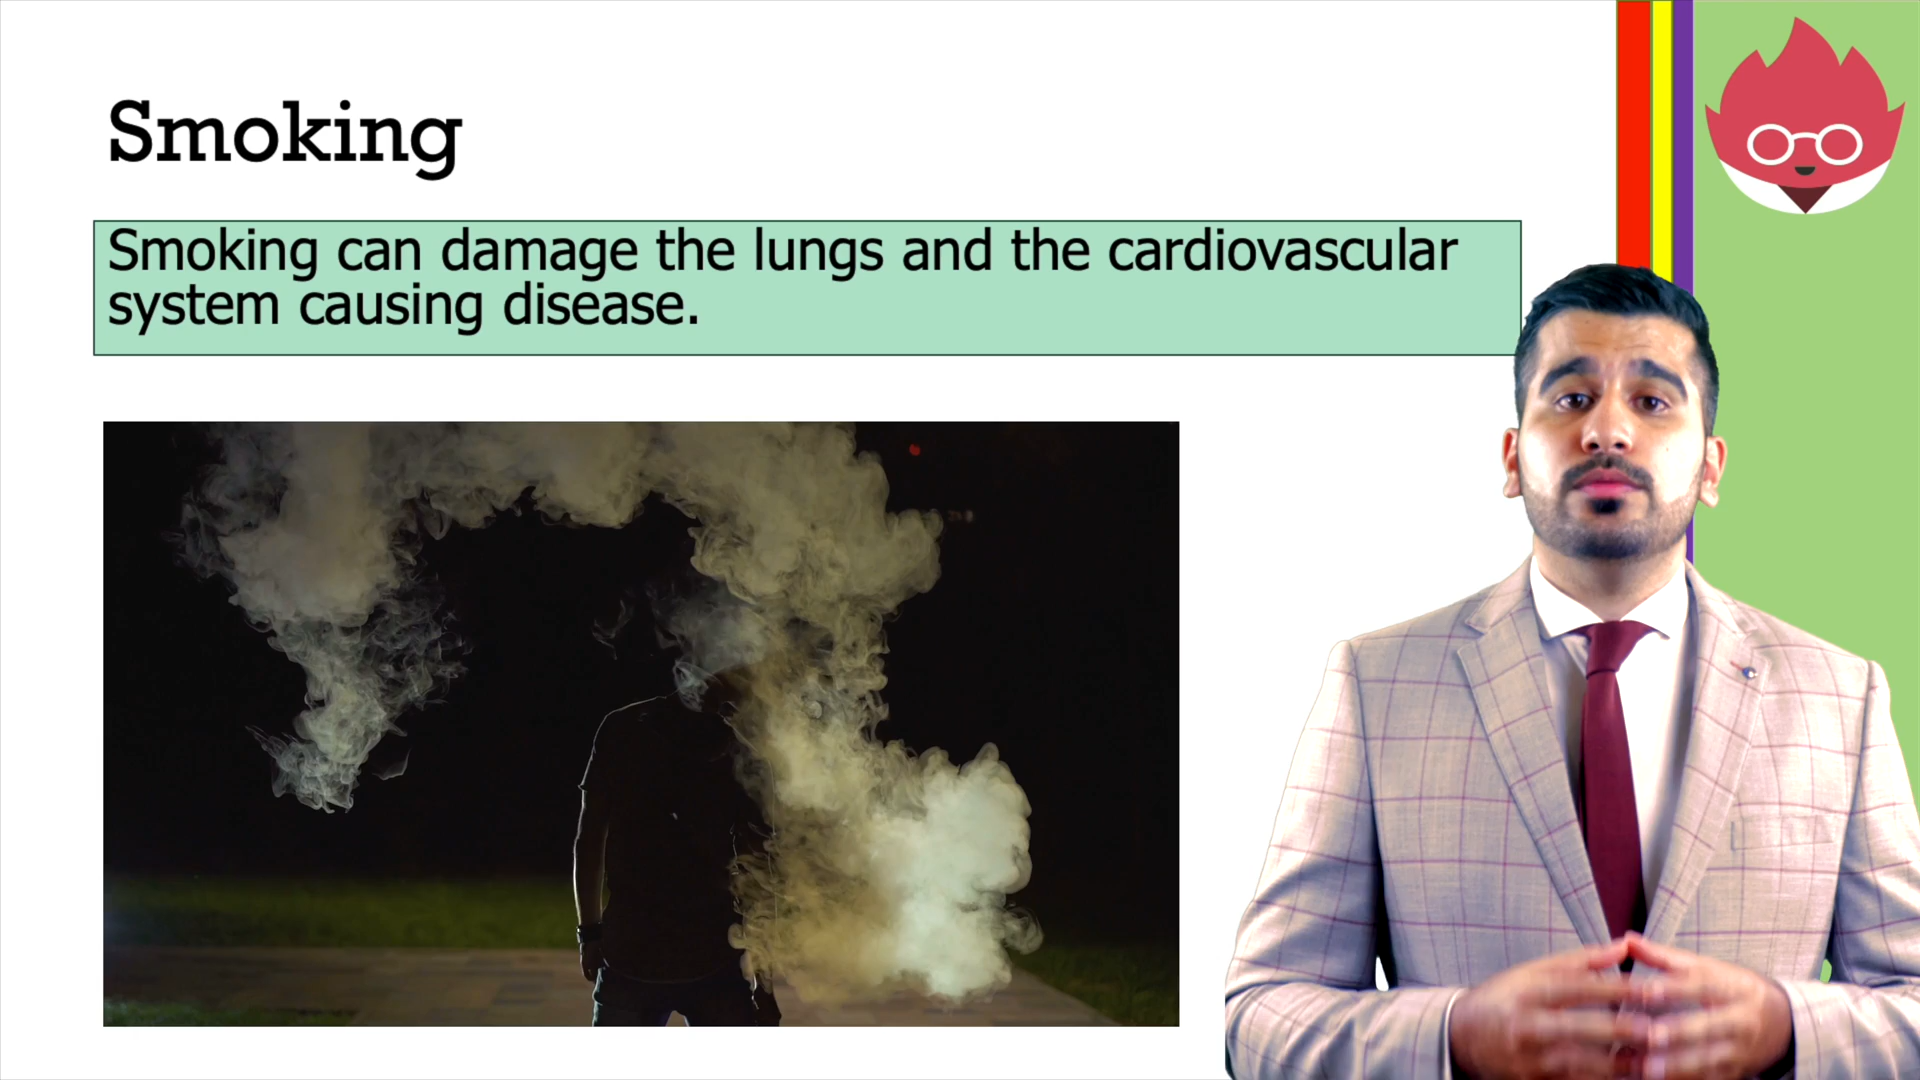 Smoking
Smoking can damage the lungs and the cardiovascular
system causing disease.